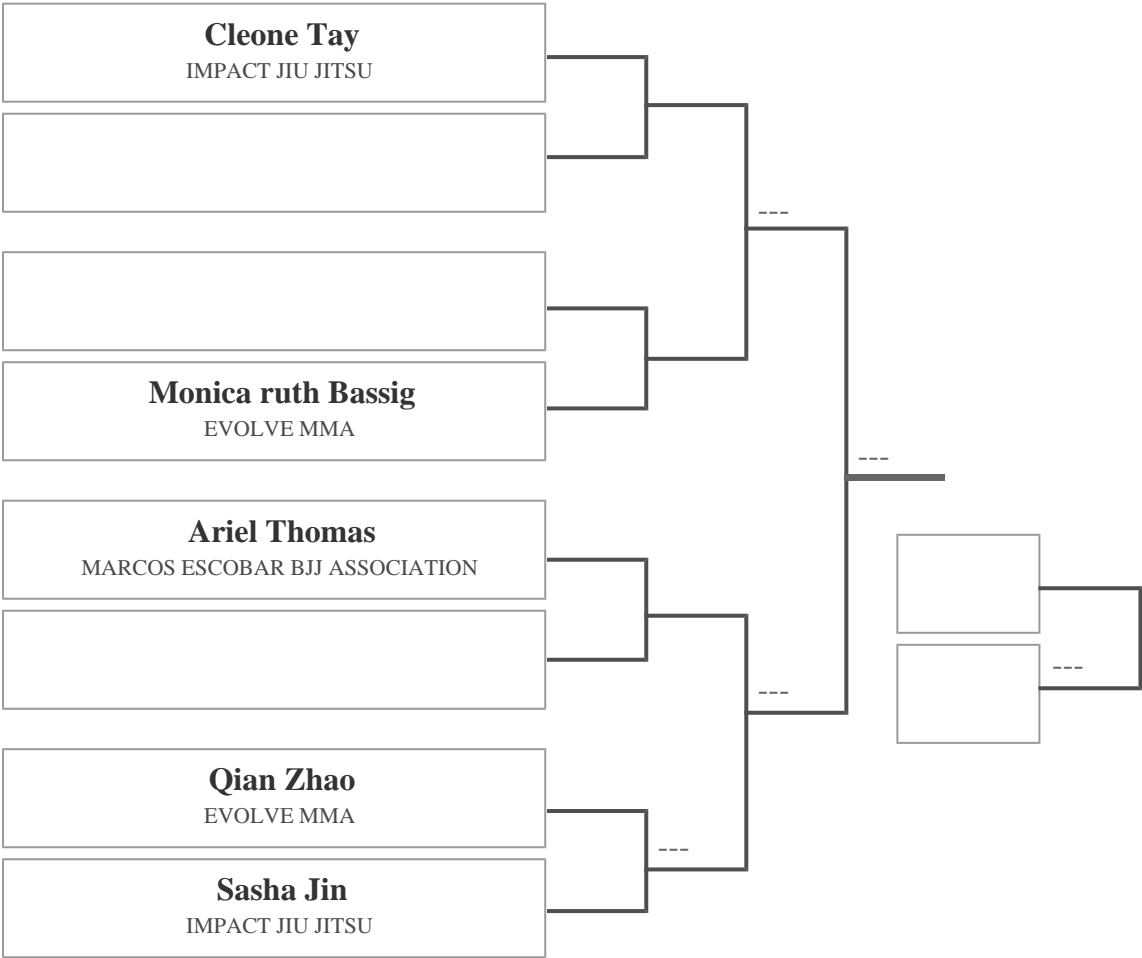 Cleone Tay
IMPACT JIU JITSU
---
Monica ruth Bassig
EVOLVE MMA
---
Ariel Thomas
MARCOS ESCOBAR BJJ ASSOCIATION
---
---
Qian Zhao
EVOLVE MMA
---
Sasha Jin
IMPACT JIU JITSU